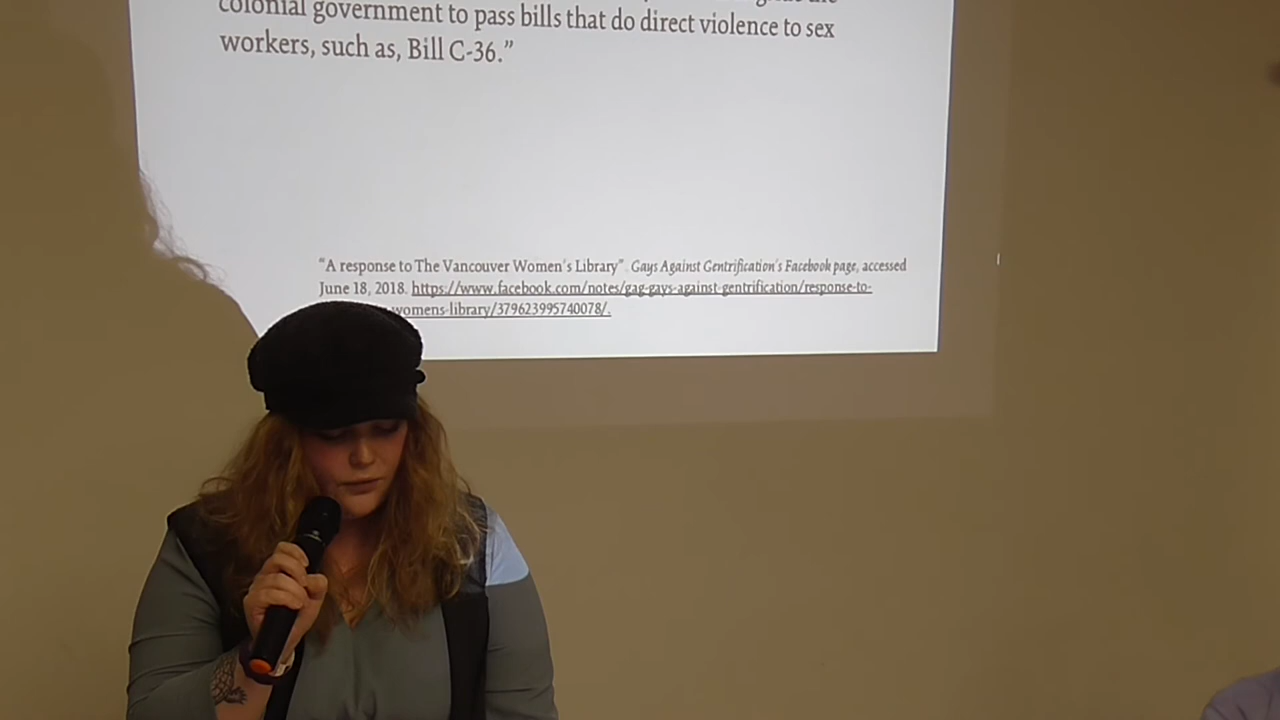 colonial government to pass bills that do direct violence to sex
workers, such as, Bill C-36.”
“A response to The Vancouver Women's Library” Gays Against Gentrification's Facebook page, accessed
June 18, 2018. https://www.facebook.com/notes/gag-gays-against-gentrification/response-to-
womens-library/379623995740078/.